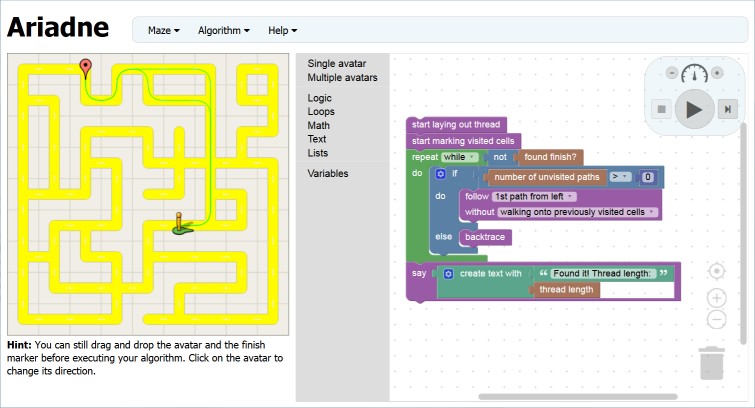 Ariadne
Maze
Algorithm
Help
Single avatar
Multiple avatars
Logic
Loops
Math
Text
Lists
Variables
start laying out thread
start marking visited cells
repeat while not found finish?
do if number of unvisited paths > 0
do follow 1st path from left
without walking onto previously visited cells
else backtrace
say create text with “ Found it! Thread length: ”
thread length
Hint: You can still drag and drop the avatar and the finish
marker before executing your algorithm. Click on the avatar to
change its direction.